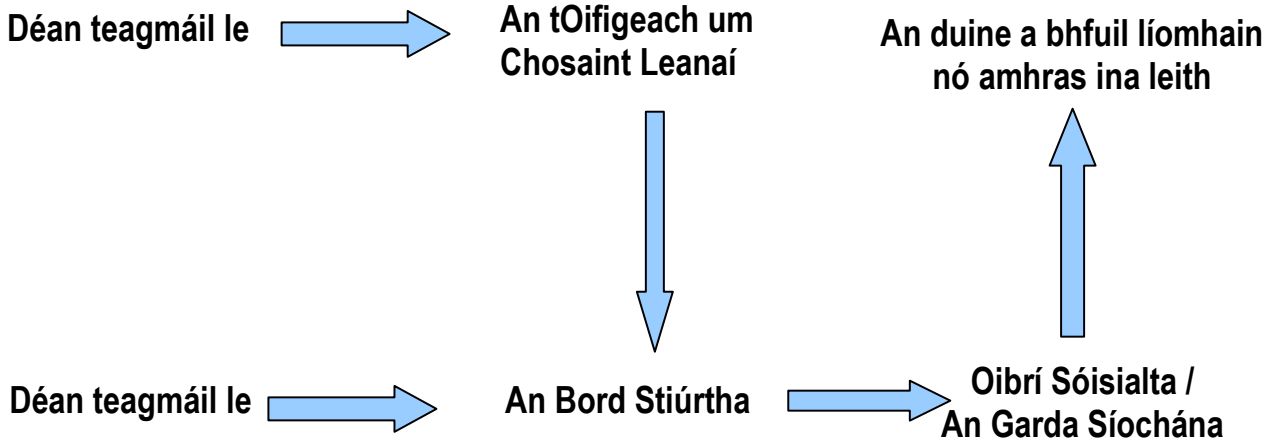 Déan teagmáil le
An tOifigeach um
Chosaint Leanaí
An duine a bhfuil líomhain
nó amhras ina leith
Déan teagmáil le
An Bord Stiúrtha
Oibrí Sóisialta /
An Garda Síochána